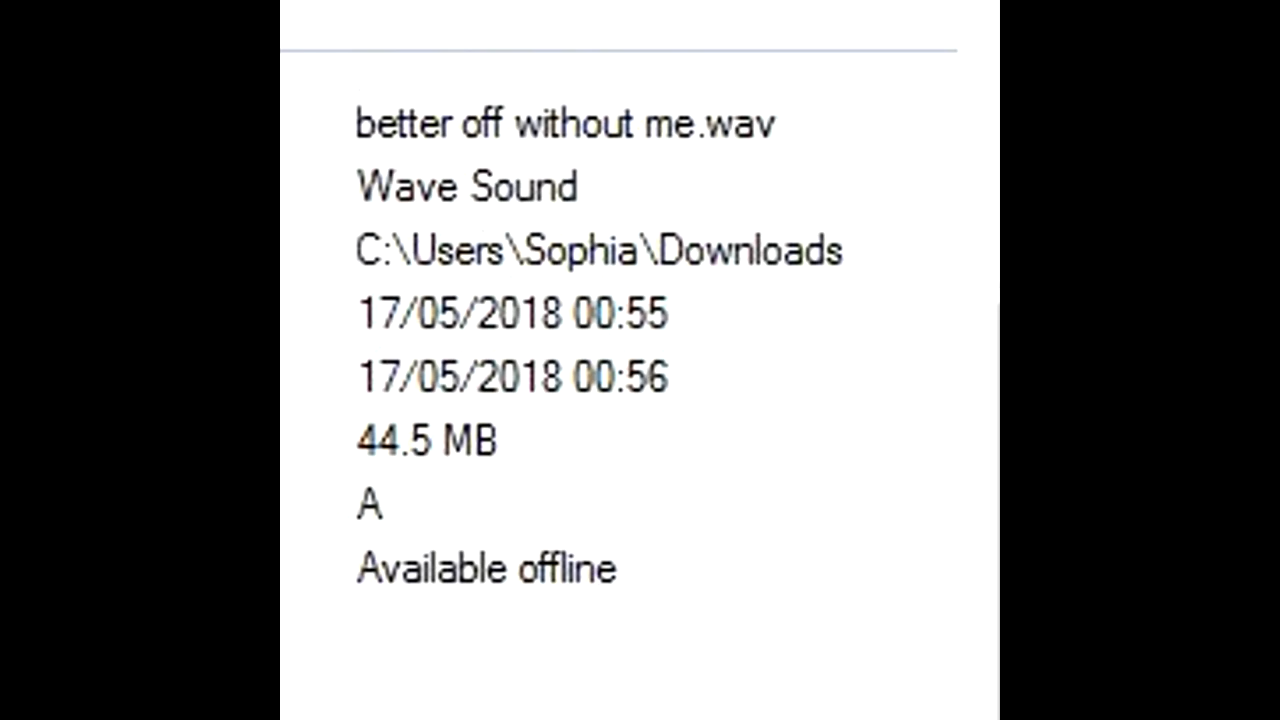 better off without me.wav
Wave Sound
C:\Users\Sophia\Downloads
17/05/2018 00:55
17/05/2018 00:56
44.5 MB
A
Available offline